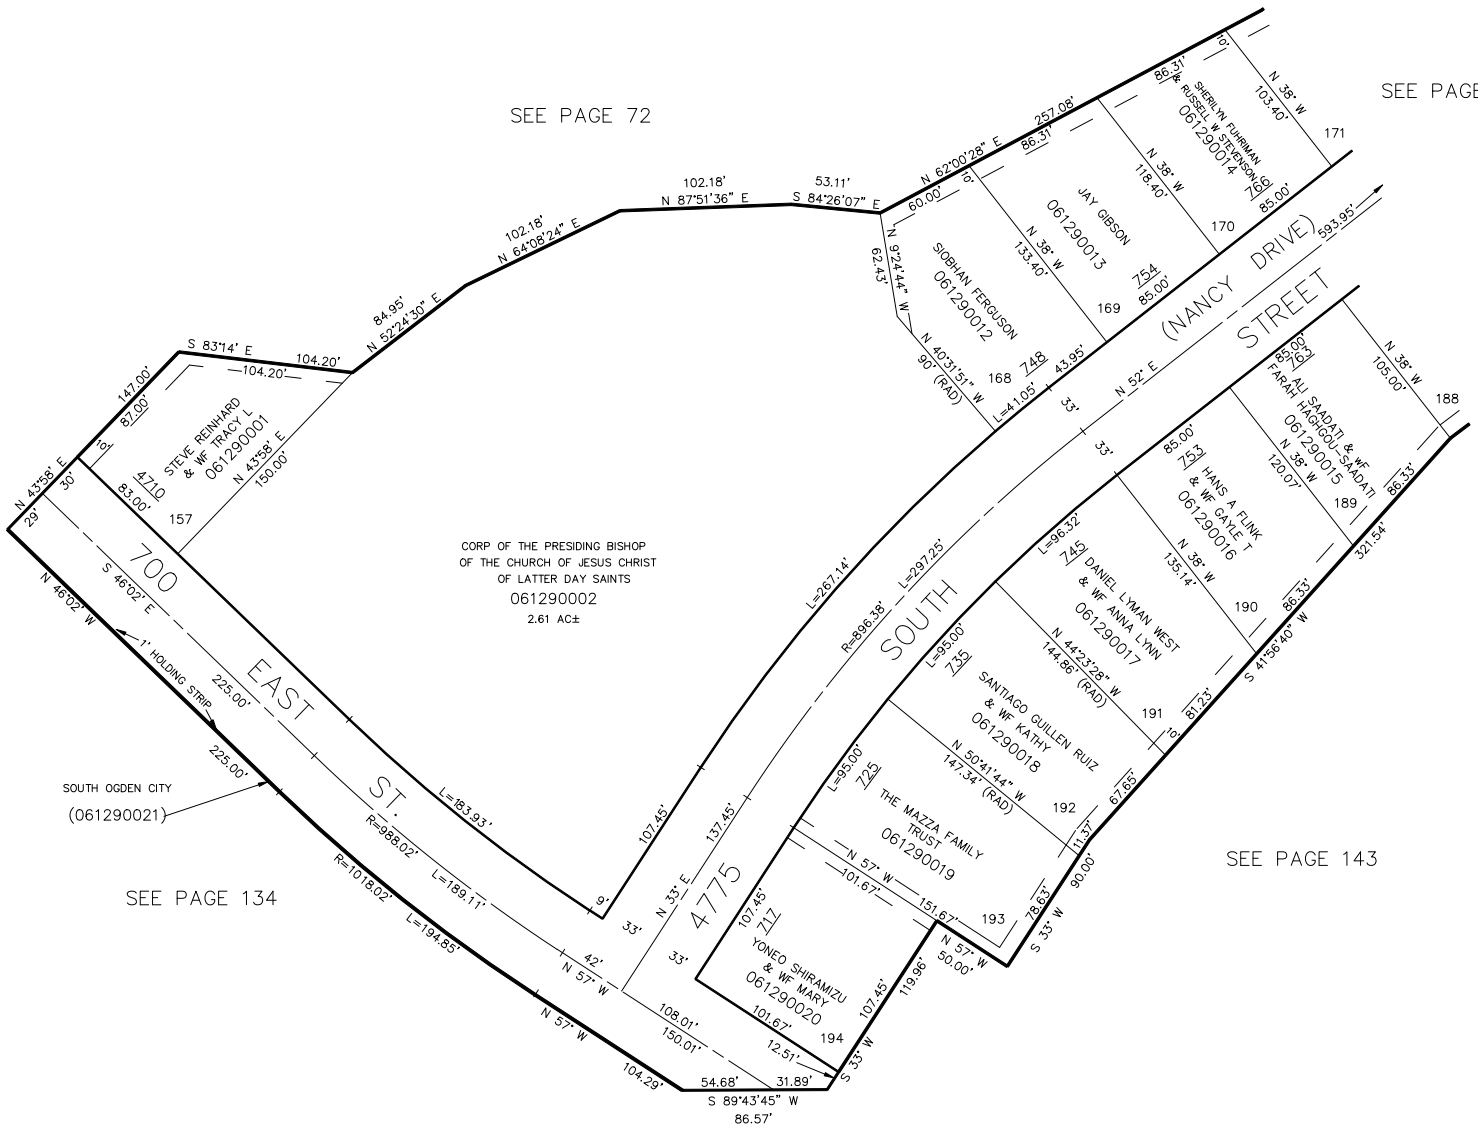 SEE PAGE 72
SEE PAGE
SEE PAGE 134
SEE PAGE 143
S 83°14' E
104.20'
104.20'
147.00'
87.00'
10'
N 43°58' E
30'
29'
83.00'
4710
STEVE REINHARD
& WF TRACY L
061290001
N 43°58' E
150.00'
157
84.95'
N 52°24'30" E
102.18'
N 64°08'24" E
102.18'
N 87°51'36" E
53.11'
S 84°26'07" E
N 62°00'28" E
257.08'
60.00'
10'
86.31'
86.31'
10'
N 9°24'44" W
62.43'
N 40°31'51" W
90' (RAD)
SIOBHAN FERGUSON
061290012
748
168
L=41.05'
43.95'
N 38° W
133.40'
JAY GIBSON
061290013
754
85.00'
169
N 38° W
118.40'
SHERILYN FUHRIMAN
& RUSSELL W STEVENSON
061290014
766
85.00'
170
N 38° W
103.40'
171
(NANCY DRIVE)
593.95'
STREET
N 52° E
33'
33'
CORP OF THE PRESIDING BISHOP
OF THE CHURCH OF JESUS CHRIST
OF LATTER DAY SAINTS
061290002
2.61 AC±
L=267.14'
L=297.25'
R=896.38'
SOUTH
4775
85.00'
763
ALI SAADATI & WF
FARAH HAGHGOU-SAADATI
061290015
N 38° W
105.00'
188
N 38° W
120.07'
189
86.33'
321.54'
85.00'
753
HANS A FLINK
& WF GAYLE T
061290016
N 38° W
135.14'
190
86.33'
S 41°56'40" W
L=96.32'
745
DANIEL LYMAN WEST
& WF ANNA LYNN
061290017
N 44°23'28" W
144.86' (RAD)
191
81.23'
10'
L=95.00'
735
SANTIAGO GUILLEN RUIZ
& WF KATHY
061290018
N 50°41'44" W
147.34' (RAD)
192
67.65'
11.37'
L=95.00'
725
THE MAZZA FAMILY
TRUST
061290019
N 57° W
101.67'
151.67'
193
78.63'
90.00'
S 33° W
N 57° W
50.00'
107.45'
717
YONEO SHIRAMIZU
& WF MARY
061290020
107.45'
119.96'
194
101.67'
12.51'
S 33° W
700
EAST
ST.
S 46°02' E
N 46°02' W
1' HOLDING STRIP
225.00'
225.00'
SOUTH OGDEN CITY
(061290021)
L=183.93'
R=988.02'
L=189.11'
R=1018.02'
L=194.85'
9'
107.45'
137.45'
N 33° E
33'
33'
42'
N 57° W
N 57° W
108.01'
150.01'
104.29'
54.68'
31.89'
S 89°43'45" W
86.57'